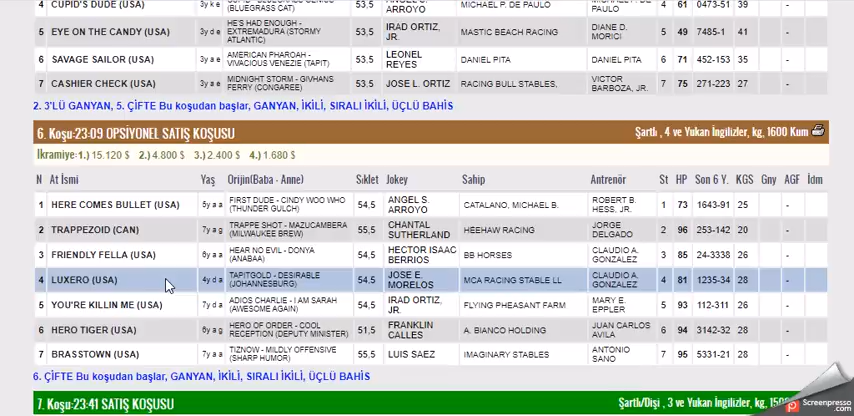 4 CUPID'S DUDE (USA) 3y k e (BLUEGRASS CAT) 53,5 ARROYO MICHAEL P. DE PAULO 4 61 0473-51 39 -
5 EYE ON THE CANDY (USA) 3y d e HE'S HAD ENOUGH - EXTREMADURA (STORMY ATLANTIC) 53,5 IRAD ORTIZ, JR. MASTIC BEACH RACING DIANE D. MORICI 5 49 7485-1 41 -
6 SAVAGE SAILOR (USA) 3y a e AMERICAN PHAROAH - VIVACIOUS VENEZIE (TAPIT) 53,5 LEONEL REYES DANIEL PITA DANIEL PITA 6 71 452-153 35 -
7 CASHIER CHECK (USA) 3y a e MIDNIGHT STORM - GIVHANS FERRY (CONGAREE) 53,5 JOSE L. ORTIZ RACING BULL STABLES, VICTOR BARBOZA, JR. 7 75 271-223 27 -
2. 3'LÜ GANYAN, 5. ÇİFTE Bu koşudan başlar, GANYAN, İKİLİ, SIRALI İKİLİ, ÜÇLÜ BAHİS
6. Koşu:23:09 OPSİYONEL SATIŞ KOŞUSU Şartlı , 4 ve Yukarı İngilizler, kg, 1600 Kum
İkramiye:1.) 15.120 $ 2.) 4.800 $ 3.) 2.400 $ 4.) 1.680 $
N At İsmi Yaş Orijin(Baba - Anne) Sıklet Jokey Sahip Antrenör St HP Son 6 Y. KGS Gny AGF İdm
1 HERE COMES BULLET (USA) 5y a a FIRST DUDE - CINDY WOO WHO (THUNDER GULCH) 54,5 ANGEL S. ARROYO CATALANO, MICHAEL B. ROBERT B. HESS, JR. 1 73 1643-91 25 -
2 TRAPPEZOID (CAN) 7y a g TRAPPE SHOT - MAZUCAMBERA (MILWAUKEE BREW) 55,5 CHANTAL SUTHERLAND HEEHAW RACING JORGE DELGADO 2 96 253-142 20 -
3 FRIENDLY FELLA (USA) 6y a a HEAR NO EVIL - DONYA (ANABAA) 54,5 HECTOR ISAAC BERRIOS BB HORSES CLAUDIO A. GONZALEZ 3 85 24-3338 26 -
4 LUXERO (USA) 4y d a TAPITGOLD - DESIRABLE (JOHANNESBURG) 54,5 JOSE E. MORELOS MCA RACING STABLE LL CLAUDIO A. GONZALEZ 4 81 1235-34 28 -
5 YOU'RE KILLIN ME (USA) 7y d a ADIOS CHARLIE - I AM SARAH (AWESOME AGAIN) 54,5 IRAD ORTIZ, JR. FLYING PHEASANT FARM MARY E. EPPLER 5 93 112-311 26 -
6 HERO TIGER (USA) 6y a g HERO OF ORDER - COOL RECEPTION (DEPUTY MINISTER) 51,5 FRANKLIN CALLES A. BIANCO HOLDING JUAN CARLOS AVILA 6 94 3142-32 28 -
7 BRASSTOWN (USA) 7y a a TIZNOW - MILDLY OFFENSIVE (SHARP HUMOR) 55,5 LUIS SAEZ IMAGINARY STABLES ANTONIO SANO 7 95 5331-21 28 -
6. ÇİFTE Bu koşudan başlar, GANYAN, İKİLİ, SIRALI İKİLİ, ÜÇLÜ BAHİS
7. Koşu:23:41 SATIŞ KOŞUSU Şartlı/Dişi , 3 ve Yukarı İngilizler, kg,
Screenpresso.com